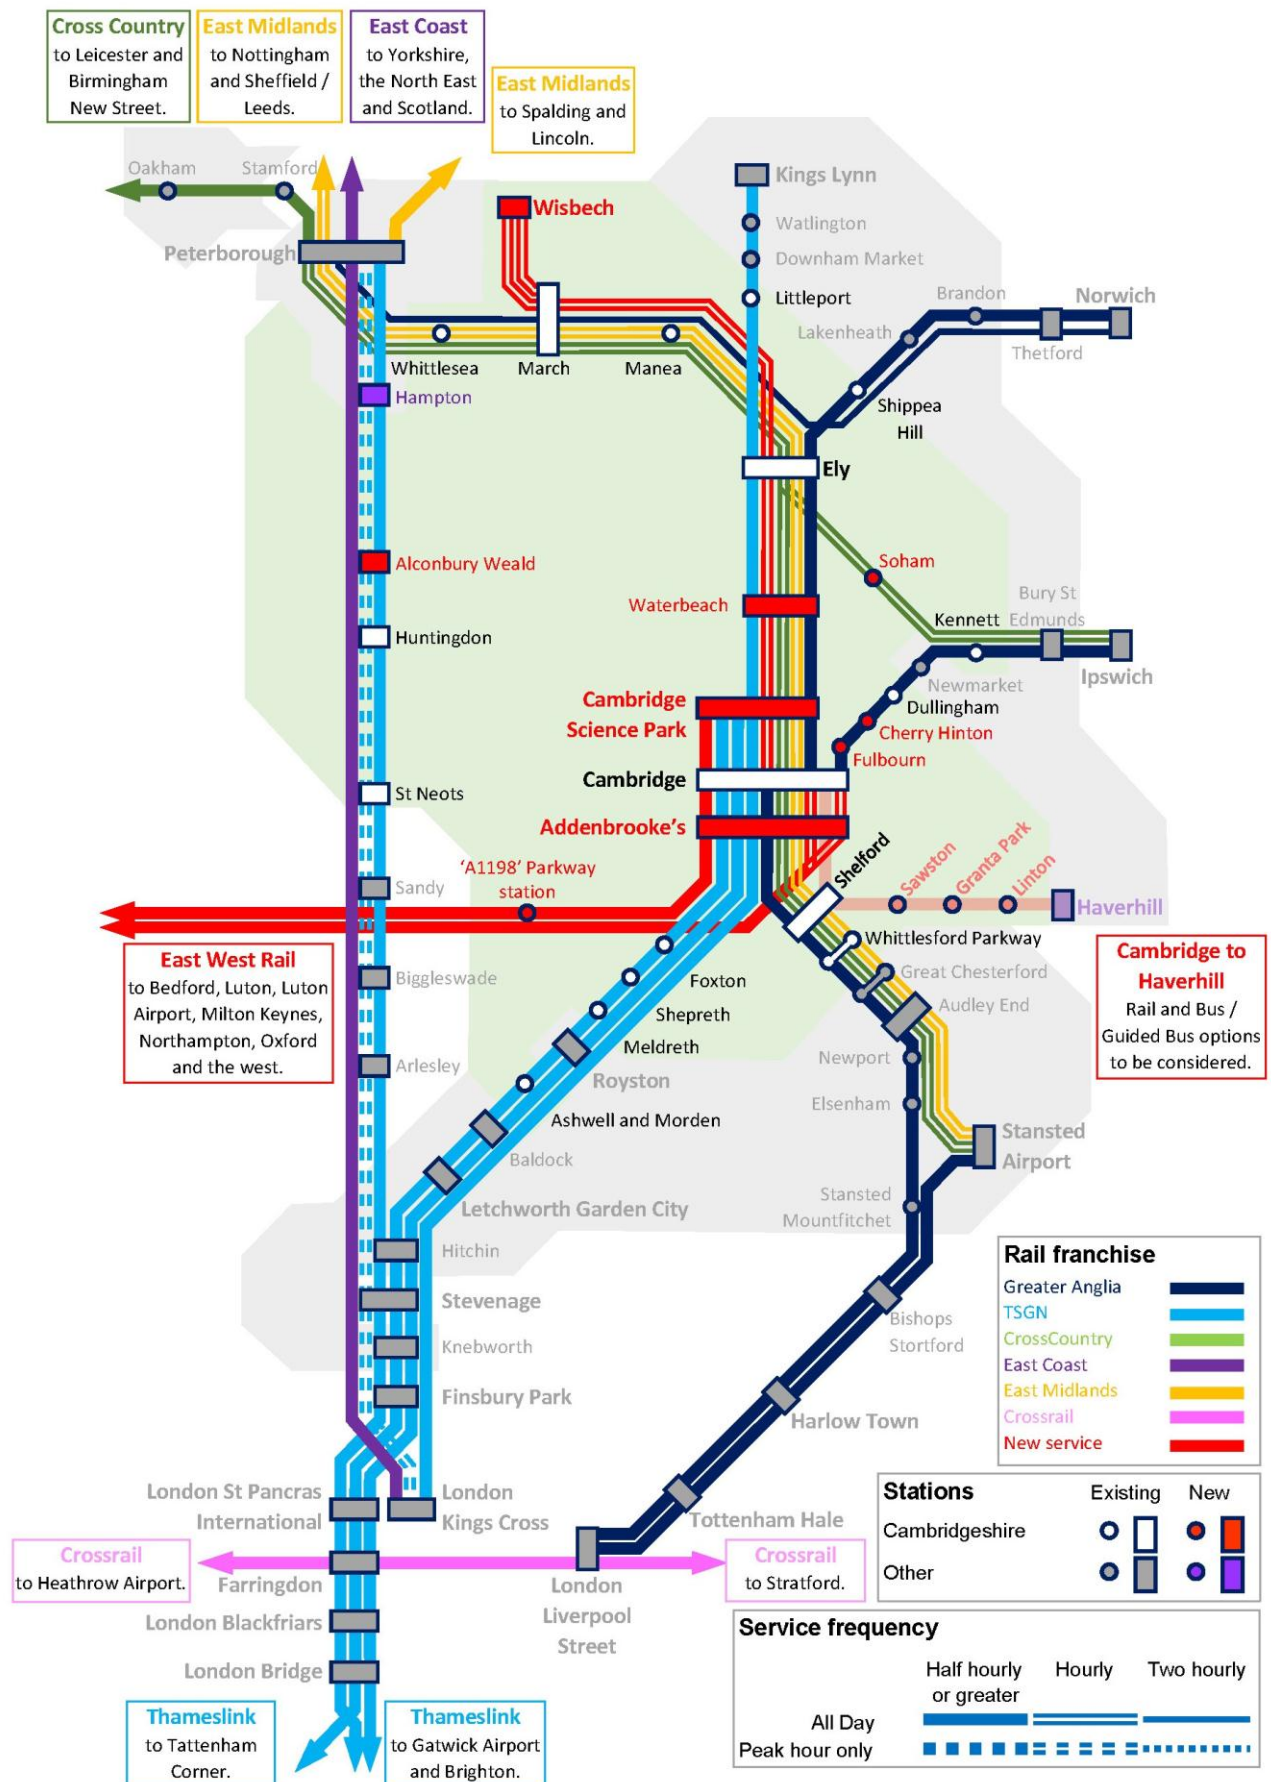 Cross Country
to Leicester and
Birmingham
New Street.
East Midlands
to Nottingham
and Sheffield /
Leeds.
East Coast
to Yorkshire,
the North East
and Scotland.
East Midlands
to Spalding and
Lincoln.
Oakham
Stamford
Peterborough
Wisbech
Kings Lynn
Watlington
Downham Market
Littleport
Brandon
Norwich
Lakenheath
Thetford
Whittlesea
March
Manea
Hampton
Shippea
Hill
Ely
Alconbury Weald
Soham
Waterbeach
Bury St
Edmunds
Kennett
Huntingdon
Ipswich
Newmarket
Dullingham
Cambridge
Science Park
Cherry Hinton
Fulbourn
Cambridge
St Neots
Addenbrooke's
Shelford
'A1198' Parkway
station
Sawston
Granta Park
Linton
Sandy
Haverhill
Whittlesford Parkway
East West Rail
to Bedford, Luton, Luton
Airport, Milton Keynes,
Northampton, Oxford
and the west.
Biggleswade
Foxton
Great Chesterford
Cambridge to
Haverhill
Rail and Bus /
Guided Bus options
to be considered.
Audley End
Shepreth
Meldreth
Arlesley
Newport
Royston
Elsenham
Ashwell and Morden
Stansted
Airport
Baldock
Letchworth Garden City
Stansted
Mountfitchet
Hitchin
Stevenage
Knebworth
Finsbury Park
Bishops
Stortford
Harlow Town
Rail franchise
Greater Anglia
TSGN
CrossCountry
East Coast
East Midlands
Crossrail
New service
London St Pancras
International
London
Kings Cross
Tottenham Hale
Stations
Existing
New
Cambridgeshire
Other
Crossrail
to Heathrow Airport.
Farringdon
London
Liverpool
Street
Crossrail
to Stratford.
London Blackfriars
London Bridge
Service frequency
Half hourly
or greater
Hourly
Two hourly
All Day
Peak hour only
Thameslink
to Tattenham
Corner.
Thameslink
to Gatwick Airport
and Brighton.